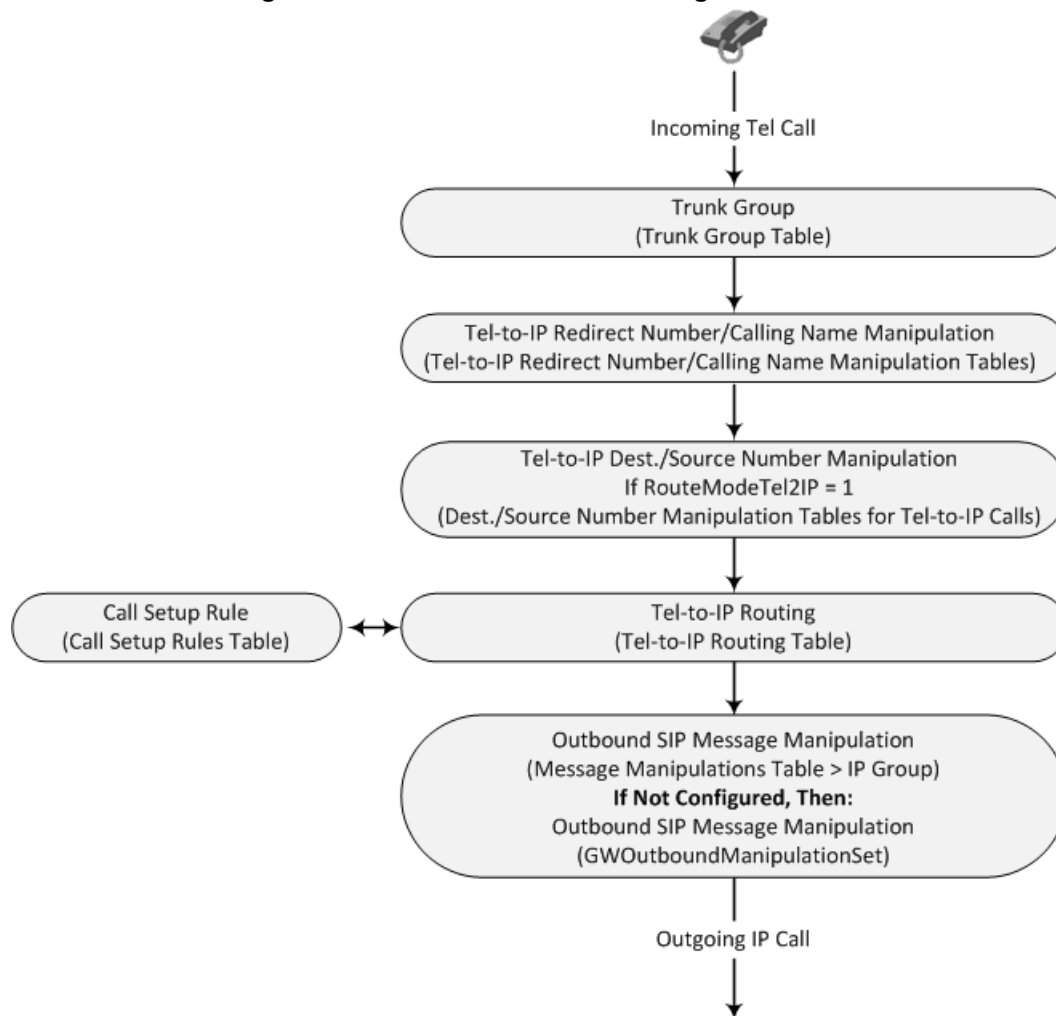 Incoming Tel Call
Trunk Group
(Trunk Group Table)
Tel-to-IP Redirect Number/Calling Name Manipulation
(Tel-to-IP Redirect Number/Calling Name Manipulation Tables)
Tel-to-IP Dest./Source Number Manipulation
If RouteModeTel2IP = 1
(Dest./Source Number Manipulation Tables for Tel-to-IP Calls)
Call Setup Rule
(Call Setup Rules Table)
Tel-to-IP Routing
(Tel-to-IP Routing Table)
Outbound SIP Message Manipulation
(Message Manipulations Table > IP Group)
If Not Configured, Then:
Outbound SIP Message Manipulation
(GWOutboundManipulationSet)
Outgoing IP Call